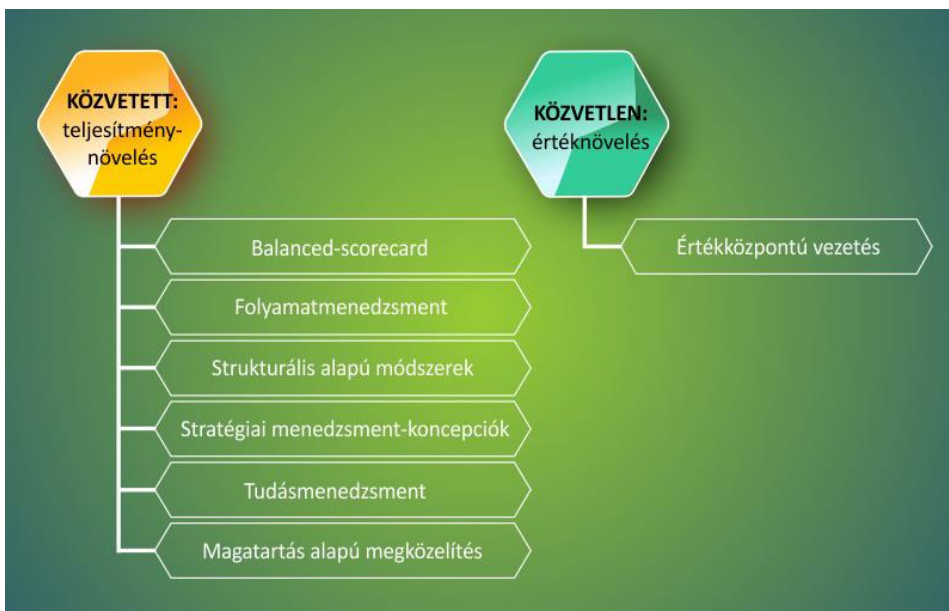 KÖZVETETT:
teljesítmény-
növelés
Balanced-scorecard
Folyamatmenedzsment
Strukturális alapú módszerek
Stratégiai menedzsment-koncepciók
Tudásmenedzsment
Magatartás alapú megközelítés
KÖZVETLEN:
értéknövelés
Értékközpontú vezetés